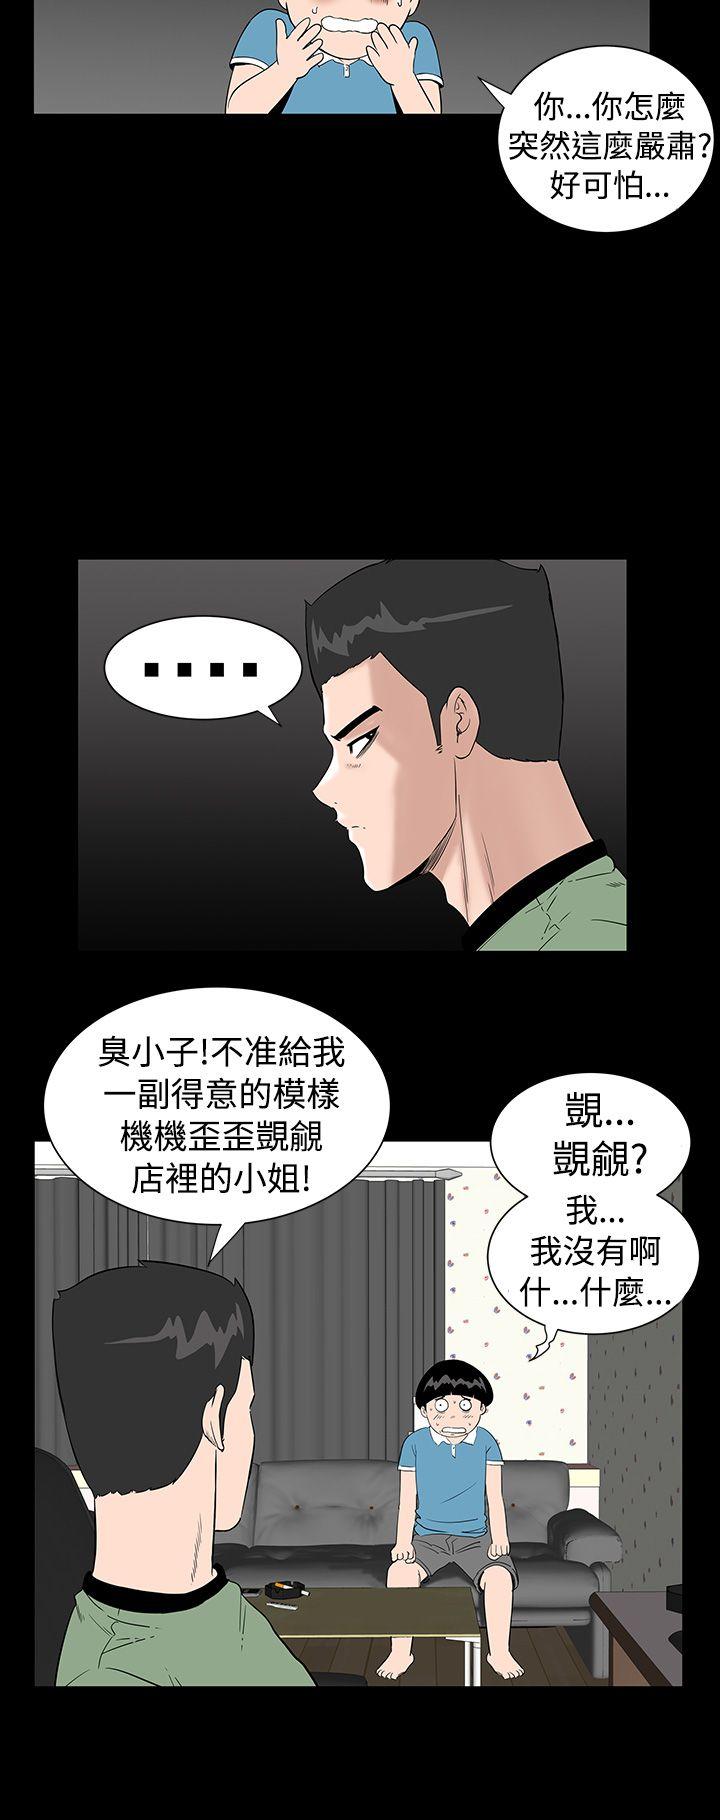 你...你怎麼
突然這麼嚴肅?
好可怕...
....
臭小子!不准給我
一副得意的模樣
機機歪歪覬覦
店裡的小姐!
覬...
覬覦?
我...
我沒有啊
什...什麼...